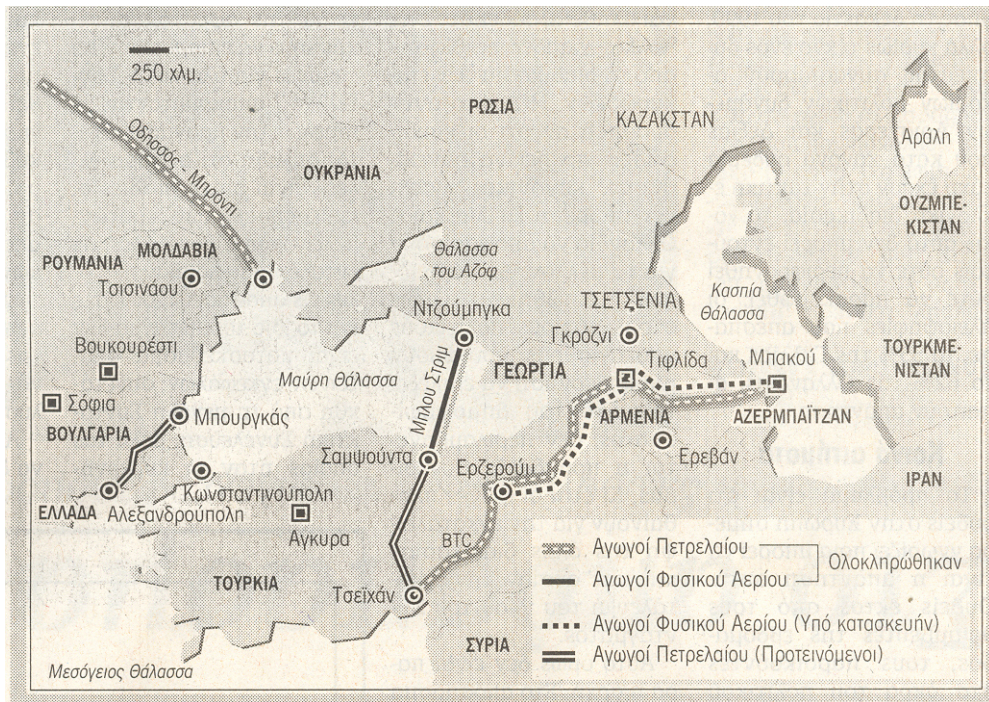 250 χλμ.
ΡΩΣΙΑ
ΚΑΖΑΚΣΤΑΝ
Αράλη
Οδησσός - Μπρόντι
ΟΥΚΡΑΝΙΑ
ΟΥΖΜΠΕ-
ΚΙΣΤΑΝ
ΜΟΛΔΑΒΙΑ
ΡΟΥΜΑΝΙΑ
Τσισινάου
Θάλασσα
του Αζόφ
Ντζούμπγκα
ΤΣΕΤΣΕΝΙΑ
Κασπία
Θάλασσα
Γκρόζνι
Βουκουρέστι
Μαύρη Θάλασσα
Μπλου Στριμ
ΓΕΩΡΓΙΑ
Τιφλίδα
Μπακού
ΤΟΥΡΚΜΕ-
ΝΙΣΤΑΝ
Σόφια
Μπουργκάς
ΑΡΜΕΝΙΑ
ΑΖΕΡΜΠΑΪΤΖΑΝ
ΒΟΥΛΓΑΡΙΑ
Σαμψούντα
Ερζερούμ
Ερεβάν
ΙΡΑΝ
Κωνσταντινούπολη
ΕΛΛΑΔΑ
Αλεξανδρούπολη
Αγκυρα
BTC
ΤΟΥΡΚΙΑ
Τσεϊχάν
ΣΥΡΙΑ
Μεσόγειος Θάλασσα
Αγωγοί Πετρελαίου
Ολοκληρώθηκαν
Αγωγοί Φυσικού Αερίου
Αγωγοί Φυσικού Αερίου (Υπό κατασκευήν)
Αγωγοί Πετρελαίου (Προτεινόμενοι)